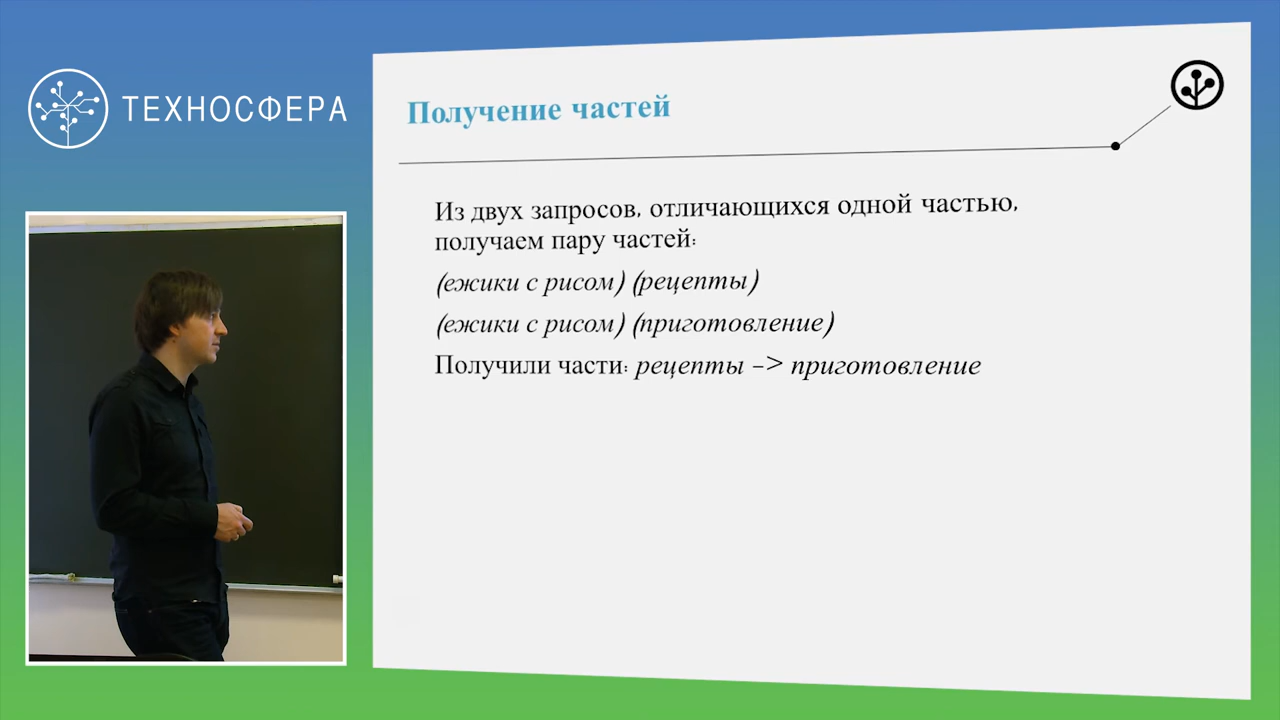 ТЕХНОСФЕРА
Получение частей
Из двух запросов, отличающихся одной частью,
получаем пару частей:
(ежики с рисом) (рецепты)
(ежики с рисом) (приготовление)
Получили части: рецепты -> приготовление